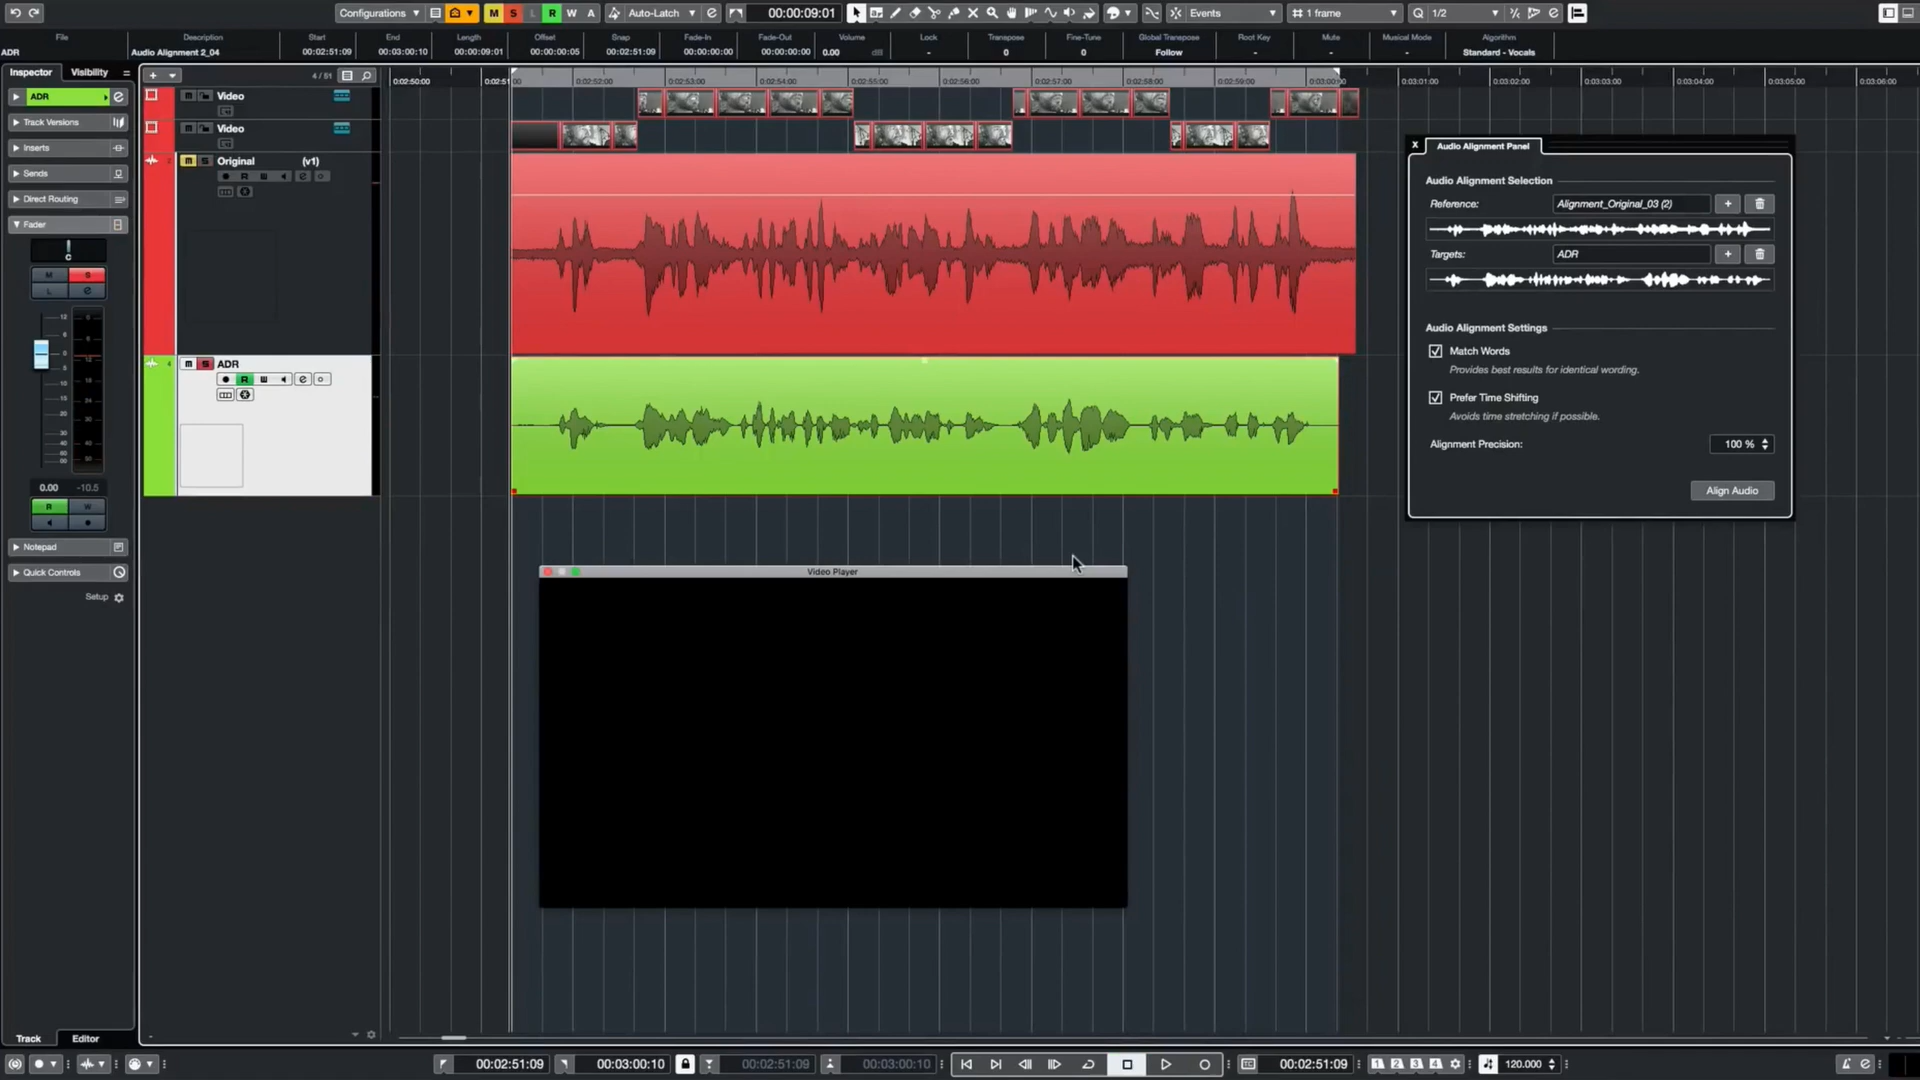 Configurations
M S L R W A
Auto-Latch
00:00:09:01
Events
1 frame
Q 1/2
File
Description
Start
End
Length
Offset
Snap
Fade-In
Fade-Out
Volume
Lock
Transpose
Fine-Tune
Global Transpose
Root Key
Mute
Musical Mode
Algorithm
ADR
Audio Alignment 2_04
00:02:51:09
03:00:00:10
00:00:09:01
00:00:00:05
00:02:51:09
00:00:00:00
00:00:00:00
0.00 dB
-
0
0
Follow
-
-
-
Standard - Vocals
Inspector
Visibility
4 / 51
0:02:50:00
0:02:51:00
0:02:52:00
0:02:53:00
0:02:54:00
0:02:55:00
0:02:56:00
0:02:57:00
0:02:58:00
0:02:59:00
0:03:00:00
0:03:01:00
0:03:02:00
0:03:03:00
0:03:04:00
0:03:05:00
0:03:06:00
ADR
Track Versions
Inserts
Sends
Direct Routing
Fader
C
M S
L e
0.00 -10.5
R W
Notepad
Quick Controls
Setup
m Video
m Video
m S Original (v1)
R W
m S ADR
R W
Video Player
X Audio Alignment Panel
Audio Alignment Selection
Reference: Alignment_Original_03 (2) +
Targets: ADR +
Audio Alignment Settings
Match Words
Provides best results for identical wording.
Prefer Time Shifting
Avoids time stretching if possible.
Alignment Precision: 100 %
Align Audio
Track
Editor
00:02:51:09
00:03:00:10
00:02:51:09
00:03:00:10
00:02:51:09
1 2 3 4
120.000